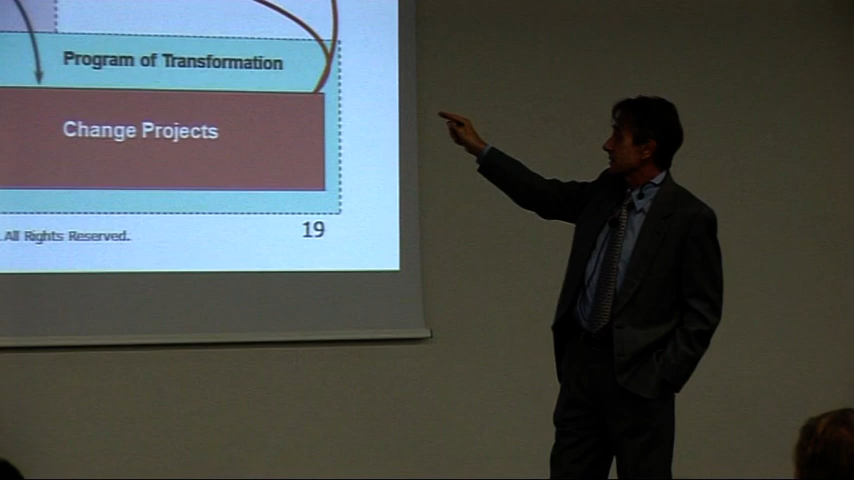 Program of Transformation
Change Projects
. All Rights Reserved.
19